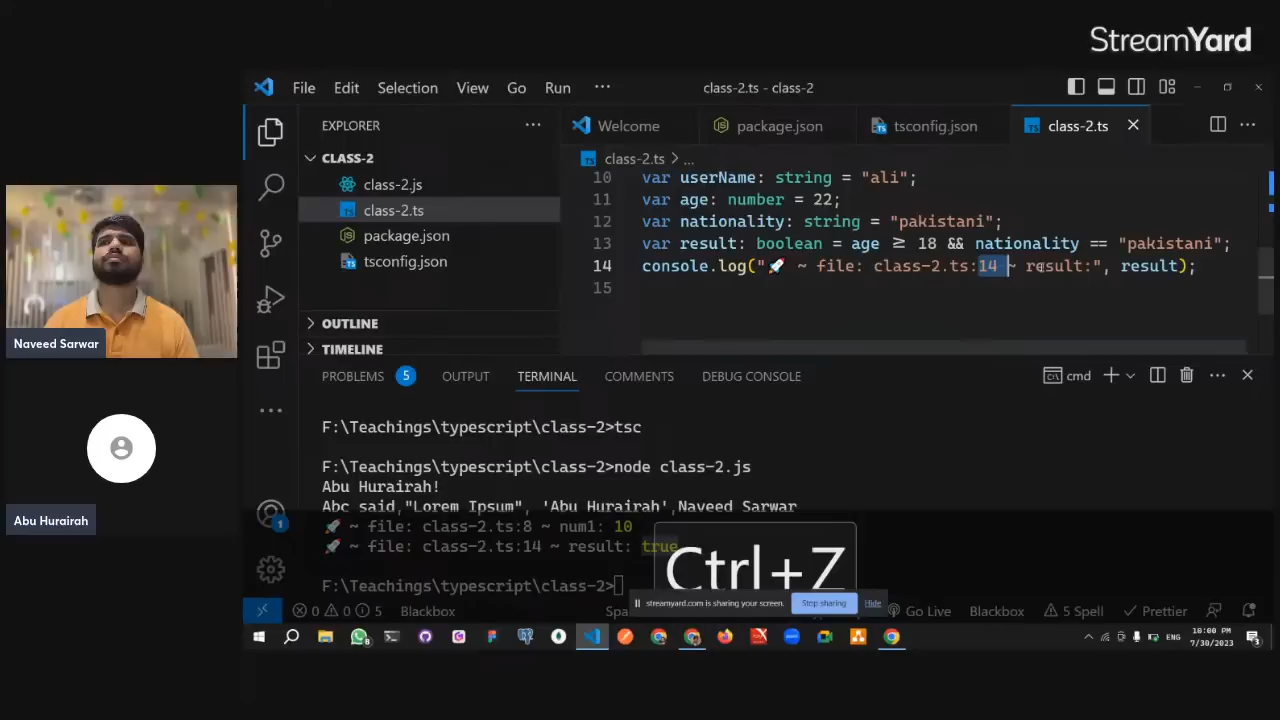 StreamYard
File Edit Selection View Go Run ··· class-2.ts - class-2
EXPLORER ···
Welcome package.json tsconfig.json class-2.ts
CLASS-2
class-2.js
class-2.ts
package.json
tsconfig.json
OUTLINE
TIMELINE
class-2.ts > ...
10 var userName: string = "ali";
11 var age: number = 22;
12 var nationality: string = "pakistani";
13 var result: boolean = age ≥ 18 && nationality == "pakistani";
14 console.log("🚀 ~ file: class-2.ts:14 ~ result:", result);
15
Naveed Sarwar
Abu Hurairah
PROBLEMS 5 OUTPUT TERMINAL COMMENTS DEBUG CONSOLE cmd
F:\Teachings\typescript\class-2>tsc
F:\Teachings\typescript\class-2>node class-2.js
Abu Hurairah!
Abc said,"Lorem Ipsum", 'Abu Hurairah',Naveed Sarwar
🚀 ~ file: class-2.ts:8 ~ num1: 10
🚀 ~ file: class-2.ts:14 ~ result: true
F:\Teachings\typescript\class-2>
Ctrl+Z
streamyard.com is sharing your screen. Stop sharing Hide
1
0 0 5 Blackbox Spa Go Live Blackbox 5 Spell Prettier
8
ENG
10:00 PM
7/30/2023
3